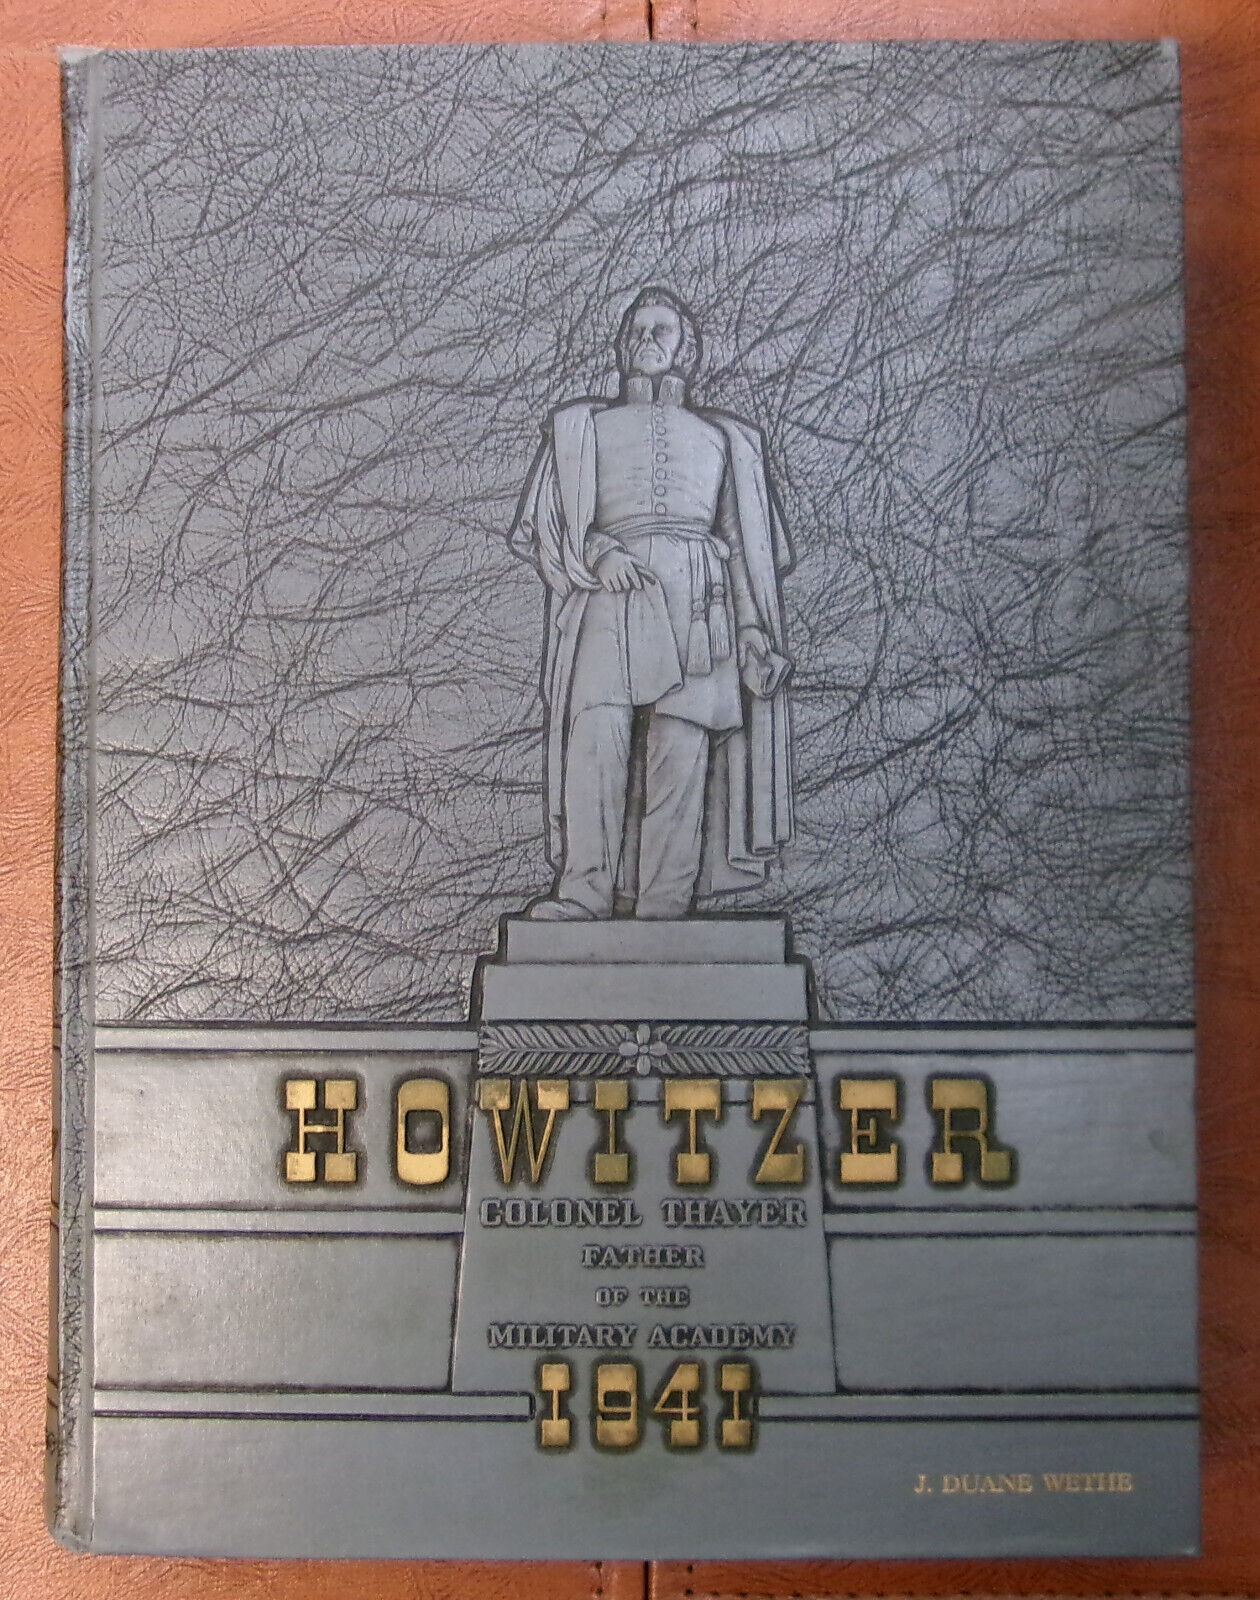 HOWITZER
COLONEL THAYER
FATHER
OF THE
MILITARY ACADEMY
1941
J. DUANE WETHE